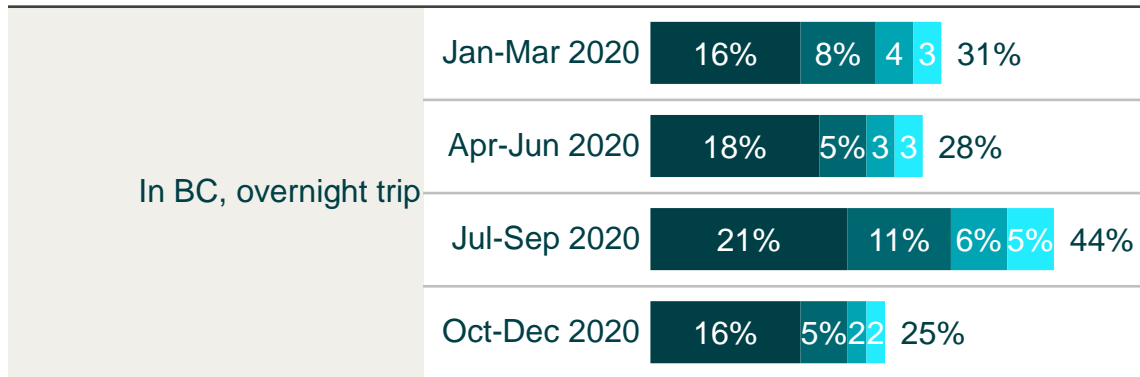 Jan-Mar 2020 16% 8% 4 3 31%
Apr-Jun 2020 18% 5% 3 3 28%
In BC, overnight trip
Jul-Sep 2020 21% 11% 6% 5% 44%
Oct-Dec 2020 16% 5% 2 2 25%